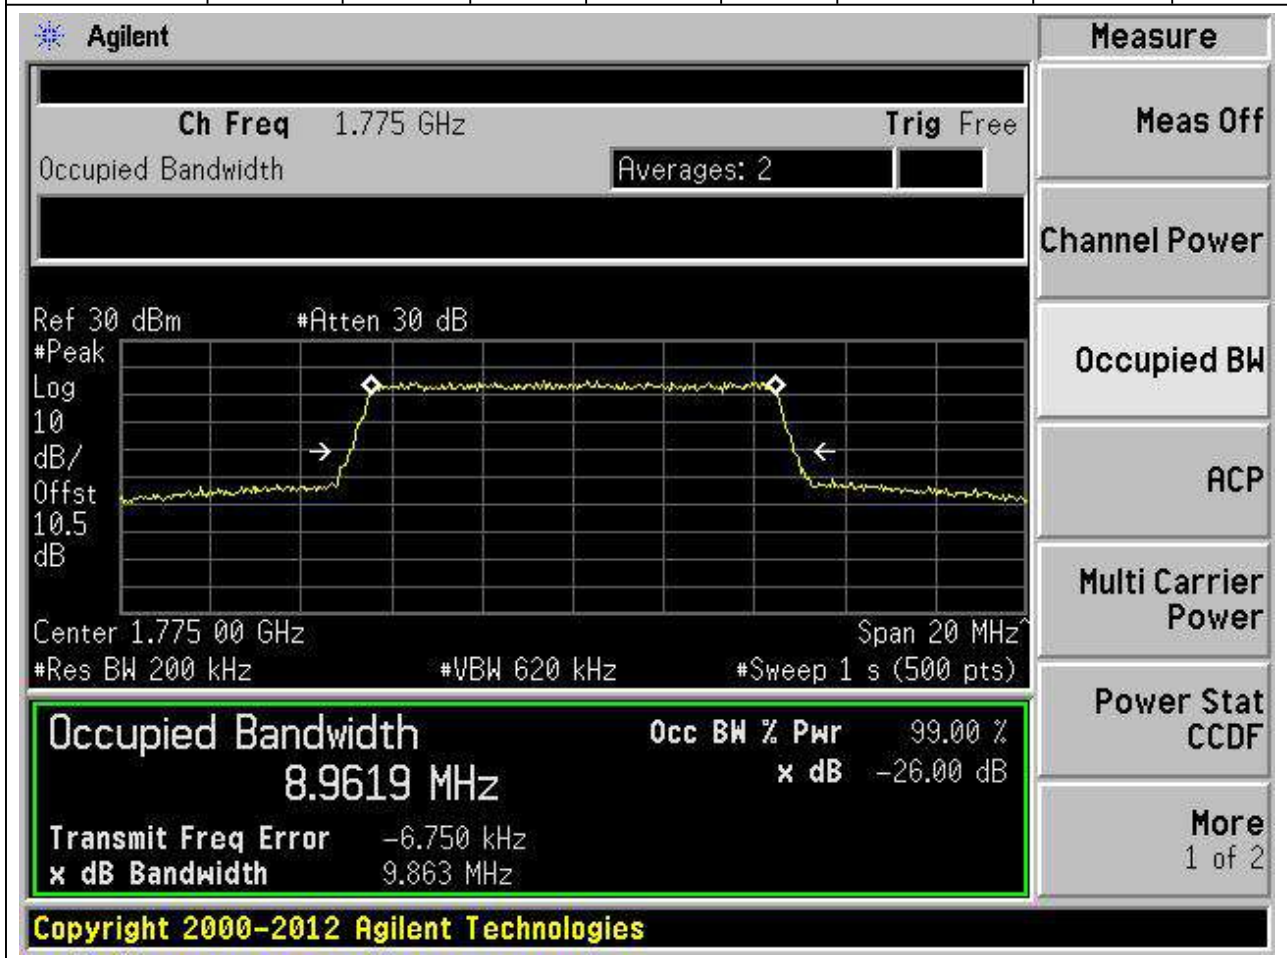 Agilent
Measure
Ch Freq 1.775 GHz Trig Free
Occupied Bandwidth Averages: 2
Meas Off
Channel Power
Occupied BW
ACP
Multi Carrier
Power
Power Stat
CCDF
More
1 of 2
Ref 30 dBm #Atten 30 dB
#Peak
Log
10
dB/
Offst
10.5
dB
Center 1.775 00 GHz Span 20 MHz^
#Res BW 200 kHz #VBW 620 kHz #Sweep 1 s (500 pts)
Occupied Bandwidth Occ BW % Pwr 99.00 %
8.9619 MHz x dB -26.00 dB
Transmit Freq Error -6.750 kHz
x dB Bandwidth 9.863 MHz
Copyright 2000-2012 Agilent Technologies